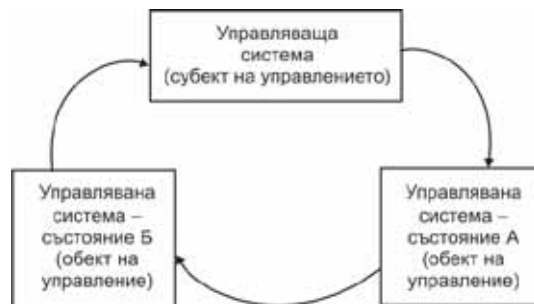 Управляваща
система
(субект на управлението)
Управлявана
система –
състояние Б
(обект на
управление)
Управлявана
система –
състояние А
(обект на
управление)